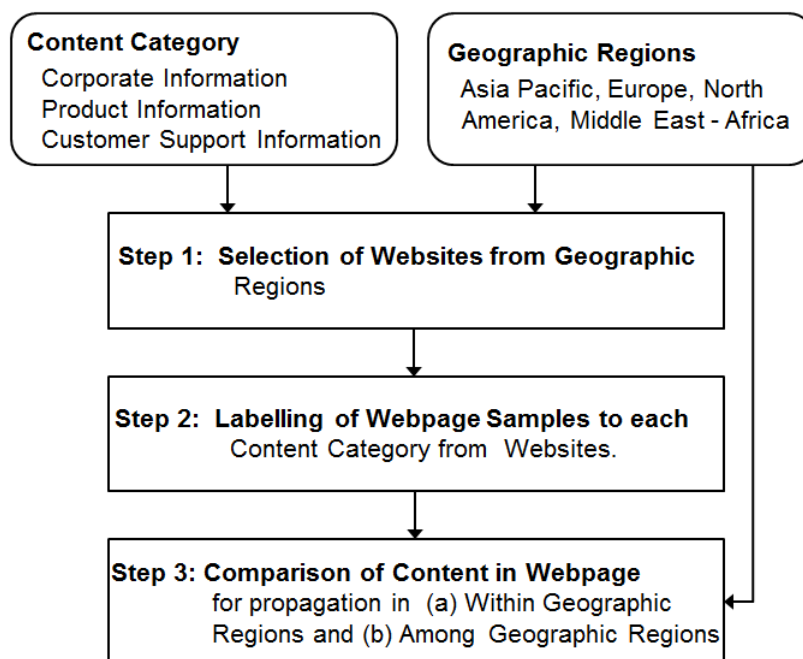 Content Category
Corporate Information
Product Information
Customer Support Information
Geographic Regions
Asia Pacific, Europe, North
America, Middle East - Africa
Step 1: Selection of Websites from Geographic
Regions
Step 2: Labelling of Webpage Samples to each
Content Category from Websites.
Step 3: Comparison of Content in Webpage
for propagation in (a) Within Geographic
Regions and (b) Among Geographic Regions